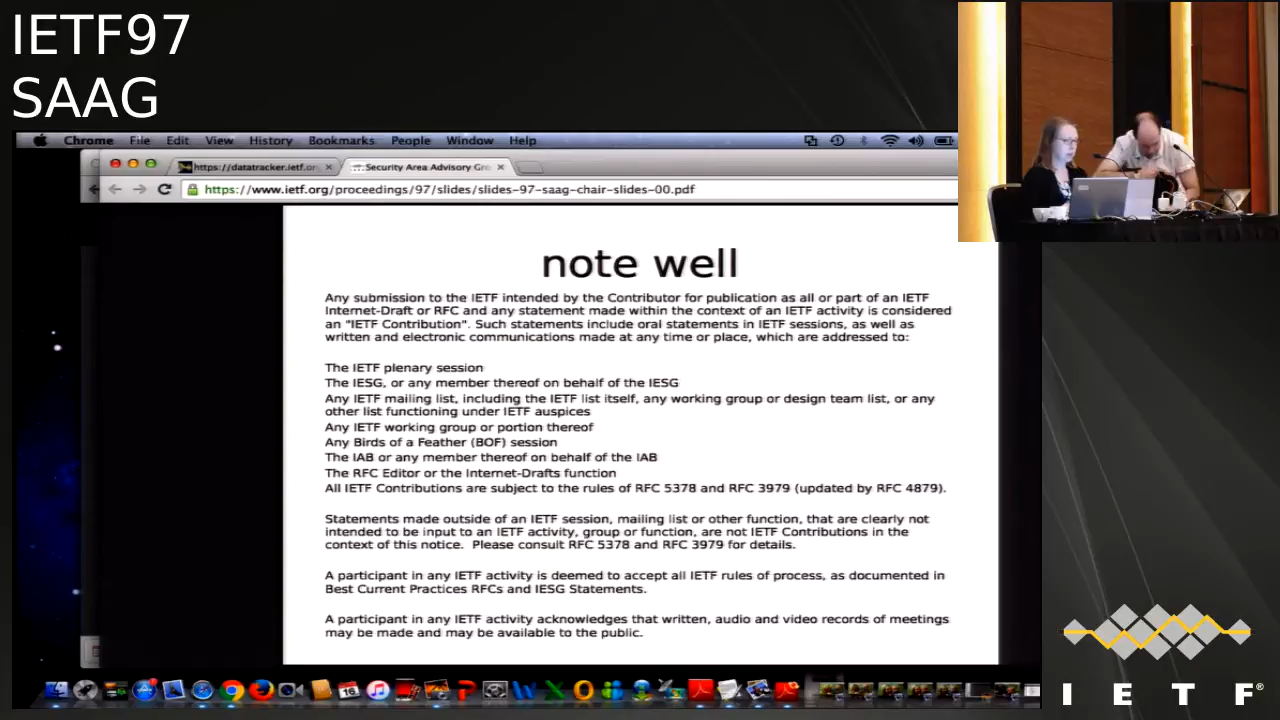 IETF97
SAAG
Chrome File Edit View History Bookmarks People Window Help
https://datatracker.ietf.or
Security Area Advisory Gr
https://www.ietf.org/proceedings/97/slides/slides-97-saag-chair-slides-00.pdf
note well
Any submission to the IETF intended by the Contributor for publication as all or part of an IETF
Internet-Draft or RFC and any statement made within the context of an IETF activity is considered
an "IETF Contribution". Such statements include oral statements in IETF sessions, as well as
written and electronic communications made at any time or place, which are addressed to:
The IETF plenary session
The IESG, or any member thereof on behalf of the IESG
Any IETF mailing list, including the IETF list itself, any working group or design team list, or any
other list functioning under IETF auspices
Any IETF working group or portion thereof
Any Birds of a Feather (BOF) session
The IAB or any member thereof on behalf of the IAB
The RFC Editor or the Internet-Drafts function
All IETF Contributions are subject to the rules of RFC 5378 and RFC 3979 (updated by RFC 4879).
Statements made outside of an IETF session, mailing list or other function, that are clearly not
intended to be input to an IETF activity, group or function, are not IETF Contributions in the
context of this notice. Please consult RFC 5378 and RFC 3979 for details.
A participant in any IETF activity is deemed to accept all IETF rules of process, as documented in
Best Current Practices RFCs and IESG Statements.
A participant in any IETF activity acknowledges that written, audio and video records of meetings
may be made and may be available to the public.
16
I E T F®